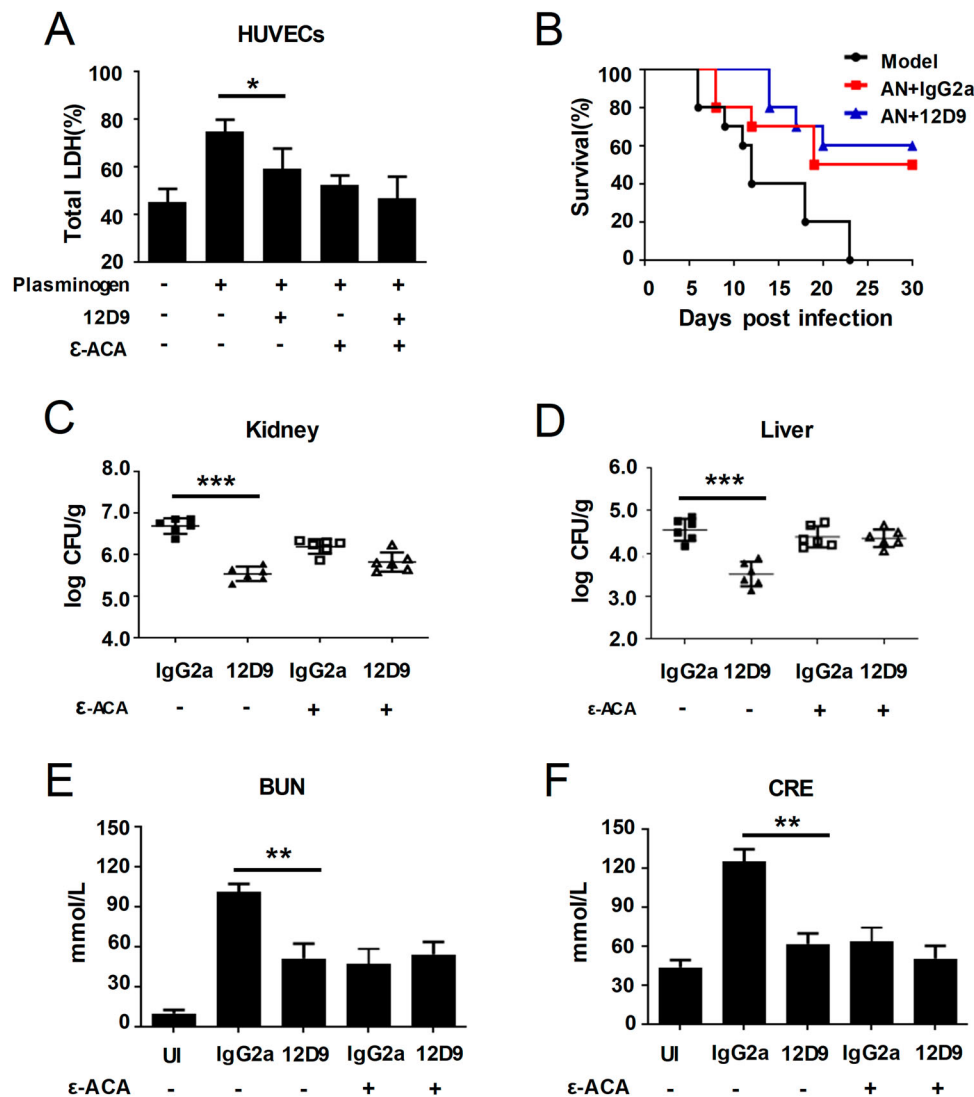 A
HUVECs
Total LDH(%)
100
80
60
40
20
*
Plasminogen - + + + +
12D9 - - + - +
ε-ACA - - - + +
B
Survival(%)
100
80
60
40
20
0
0 5 10 15 20 25 30
Days post infection
Model
AN+IgG2a
AN+12D9
C
Kidney
log CFU/g
8.0
7.0
6.0
5.0
4.0
***
IgG2a 12D9 IgG2a 12D9
ε-ACA - - + +
D
Liver
log CFU/g
6.0
5.0
4.0
3.0
2.0
***
IgG2a 12D9 IgG2a 12D9
ε-ACA - - + +
E
BUN
mmol/L
150
120
90
60
30
0
**
UI IgG2a 12D9 IgG2a 12D9
ε-ACA - - - + +
F
CRE
mmol/L
150
120
90
60
30
0
**
UI IgG2a 12D9 IgG2a 12D9
ε-ACA - - - + +